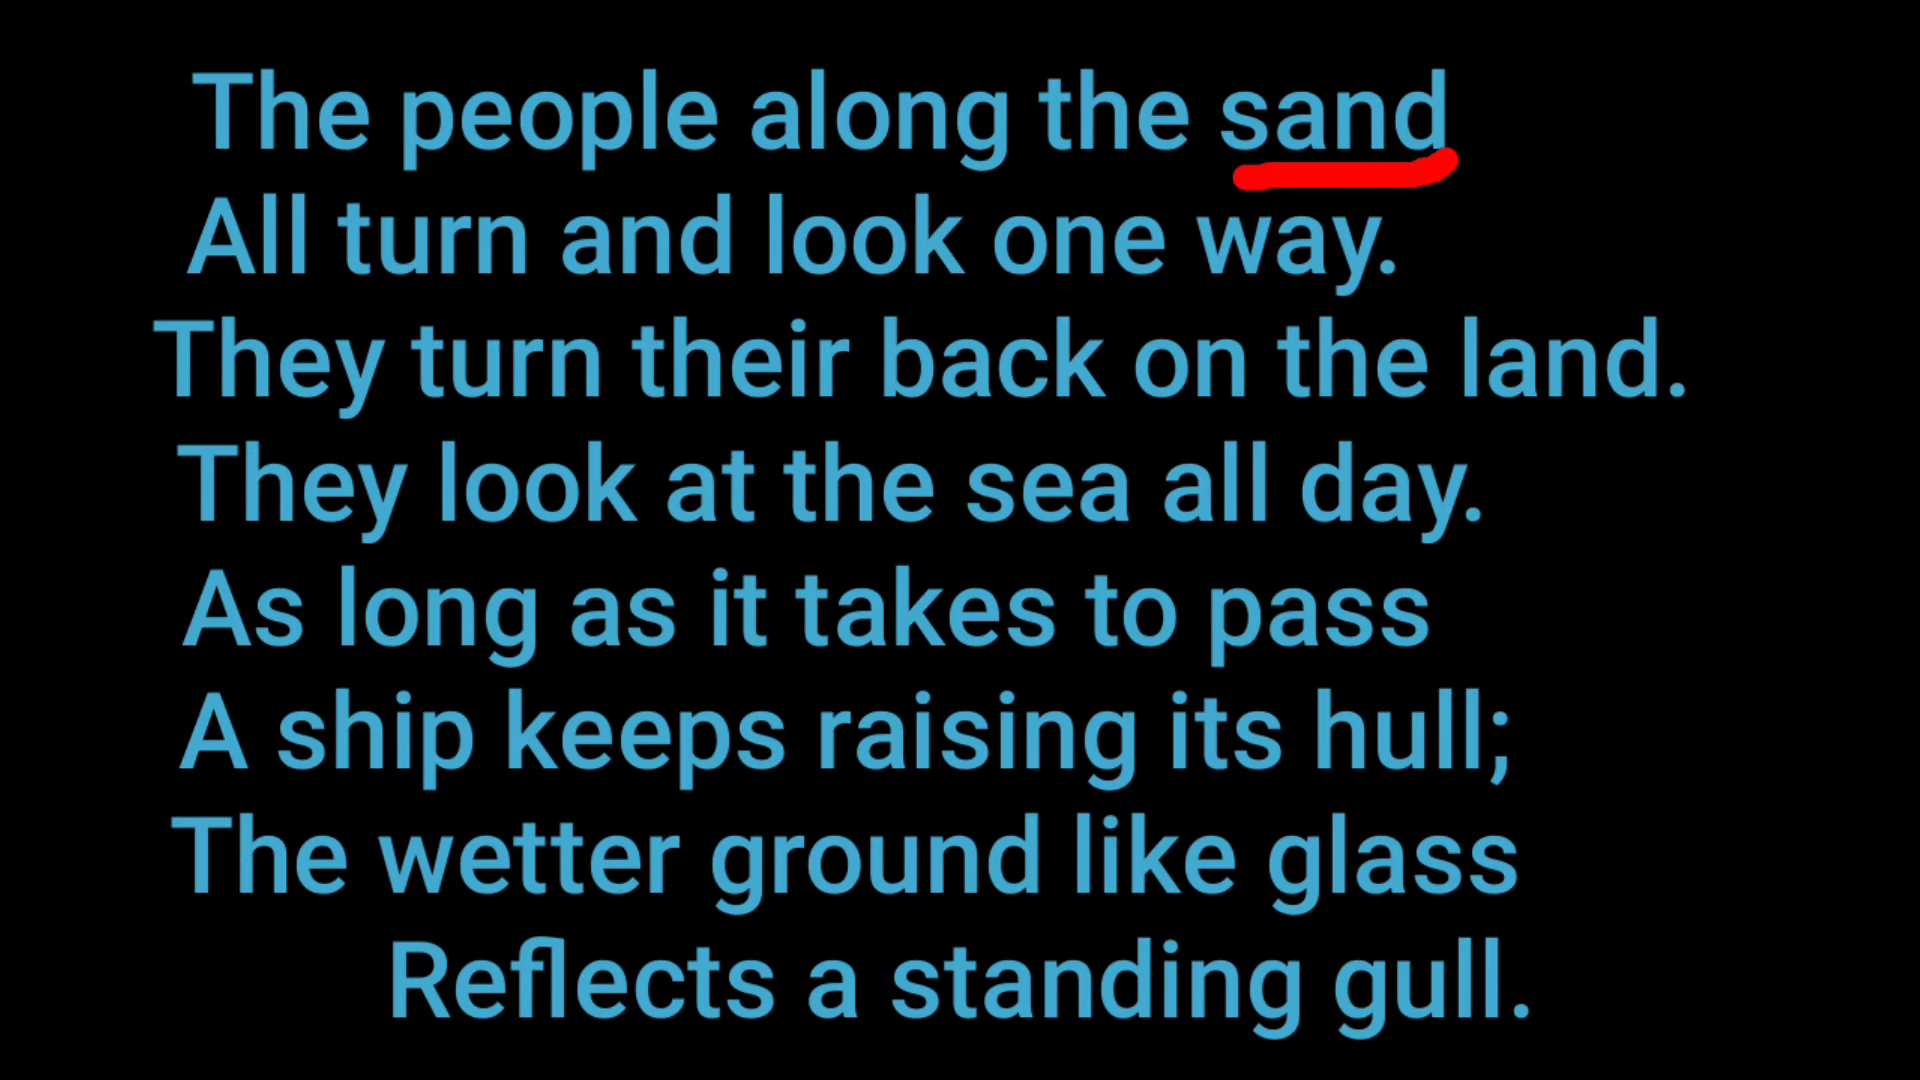 The people along the sand
All turn and look one way.
They turn their back on the land.
They look at the sea all day.
As long as it takes to pass
A ship keeps raising its hull;
The wetter ground like glass
Reflects a standing gull.